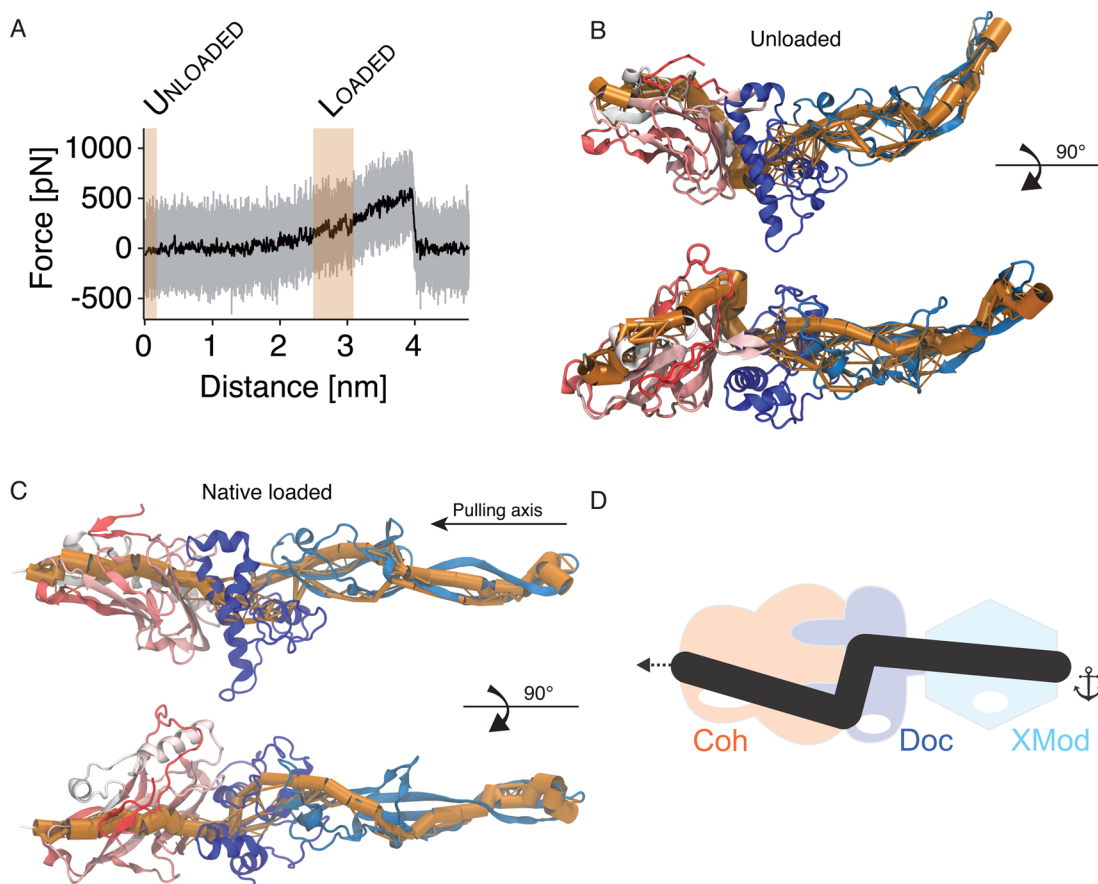 A
UNLOADED
LOADED
1000
500
0
-500
Force [pN]
0 1 2 3 4
Distance [nm]
B
Unloaded
90°
C
Native loaded
Pulling axis
90°
D
Coh Doc XMod